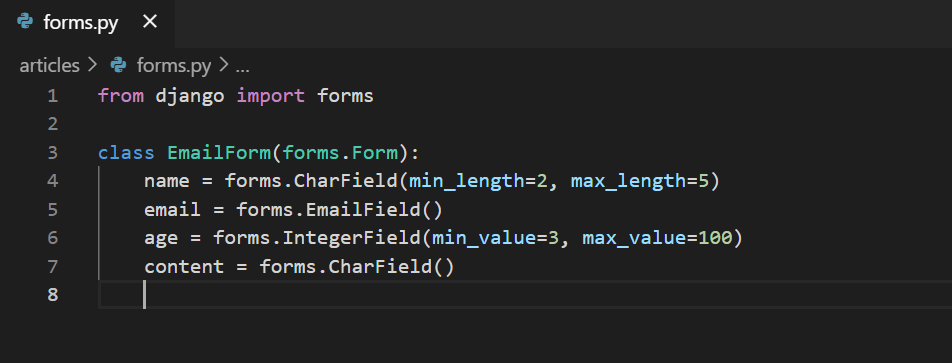 forms.py ×
articles > forms.py > ...
1 from django import forms
2
3 class EmailForm(forms.Form):
4     name = forms.CharField(min_length=2, max_length=5)
5     email = forms.EmailField()
6     age = forms.IntegerField(min_value=3, max_value=100)
7     content = forms.CharField()
8